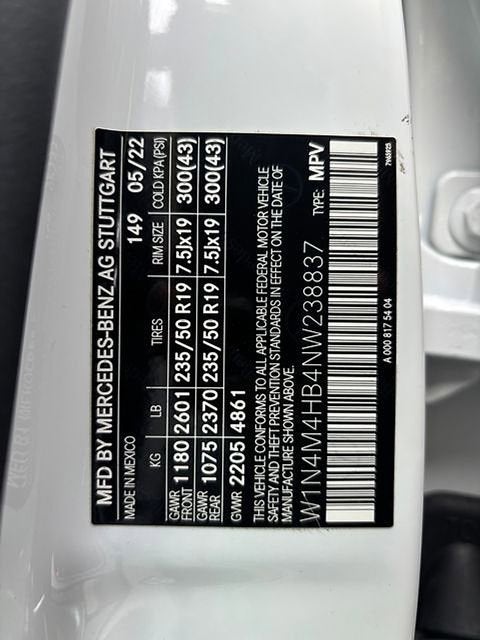 MFD BY MERCEDES-BENZ AG STUTTGART
MADE IN MEXICO 149 05/22
KG LB TIRES RIM SIZE COLD KPA(PSI)
GAWR FRONT 1180 2601 235/50 R19 7.5Jx19 300(43)
GAWR REAR 1075 2370 235/50 R19 7.5Jx19 300(43)
GVWR 2205 4861
THIS VEHICLE CONFORMS TO ALL APPLICABLE FEDERAL MOTOR VEHICLE
SAFETY AND THEFT PREVENTION STANDARDS IN EFFECT ON THE DATE OF
MANUFACTURE SHOWN ABOVE.
W1N4M4HB4NW238837 TYPE: MPV
A 000 817 54 04
7965925